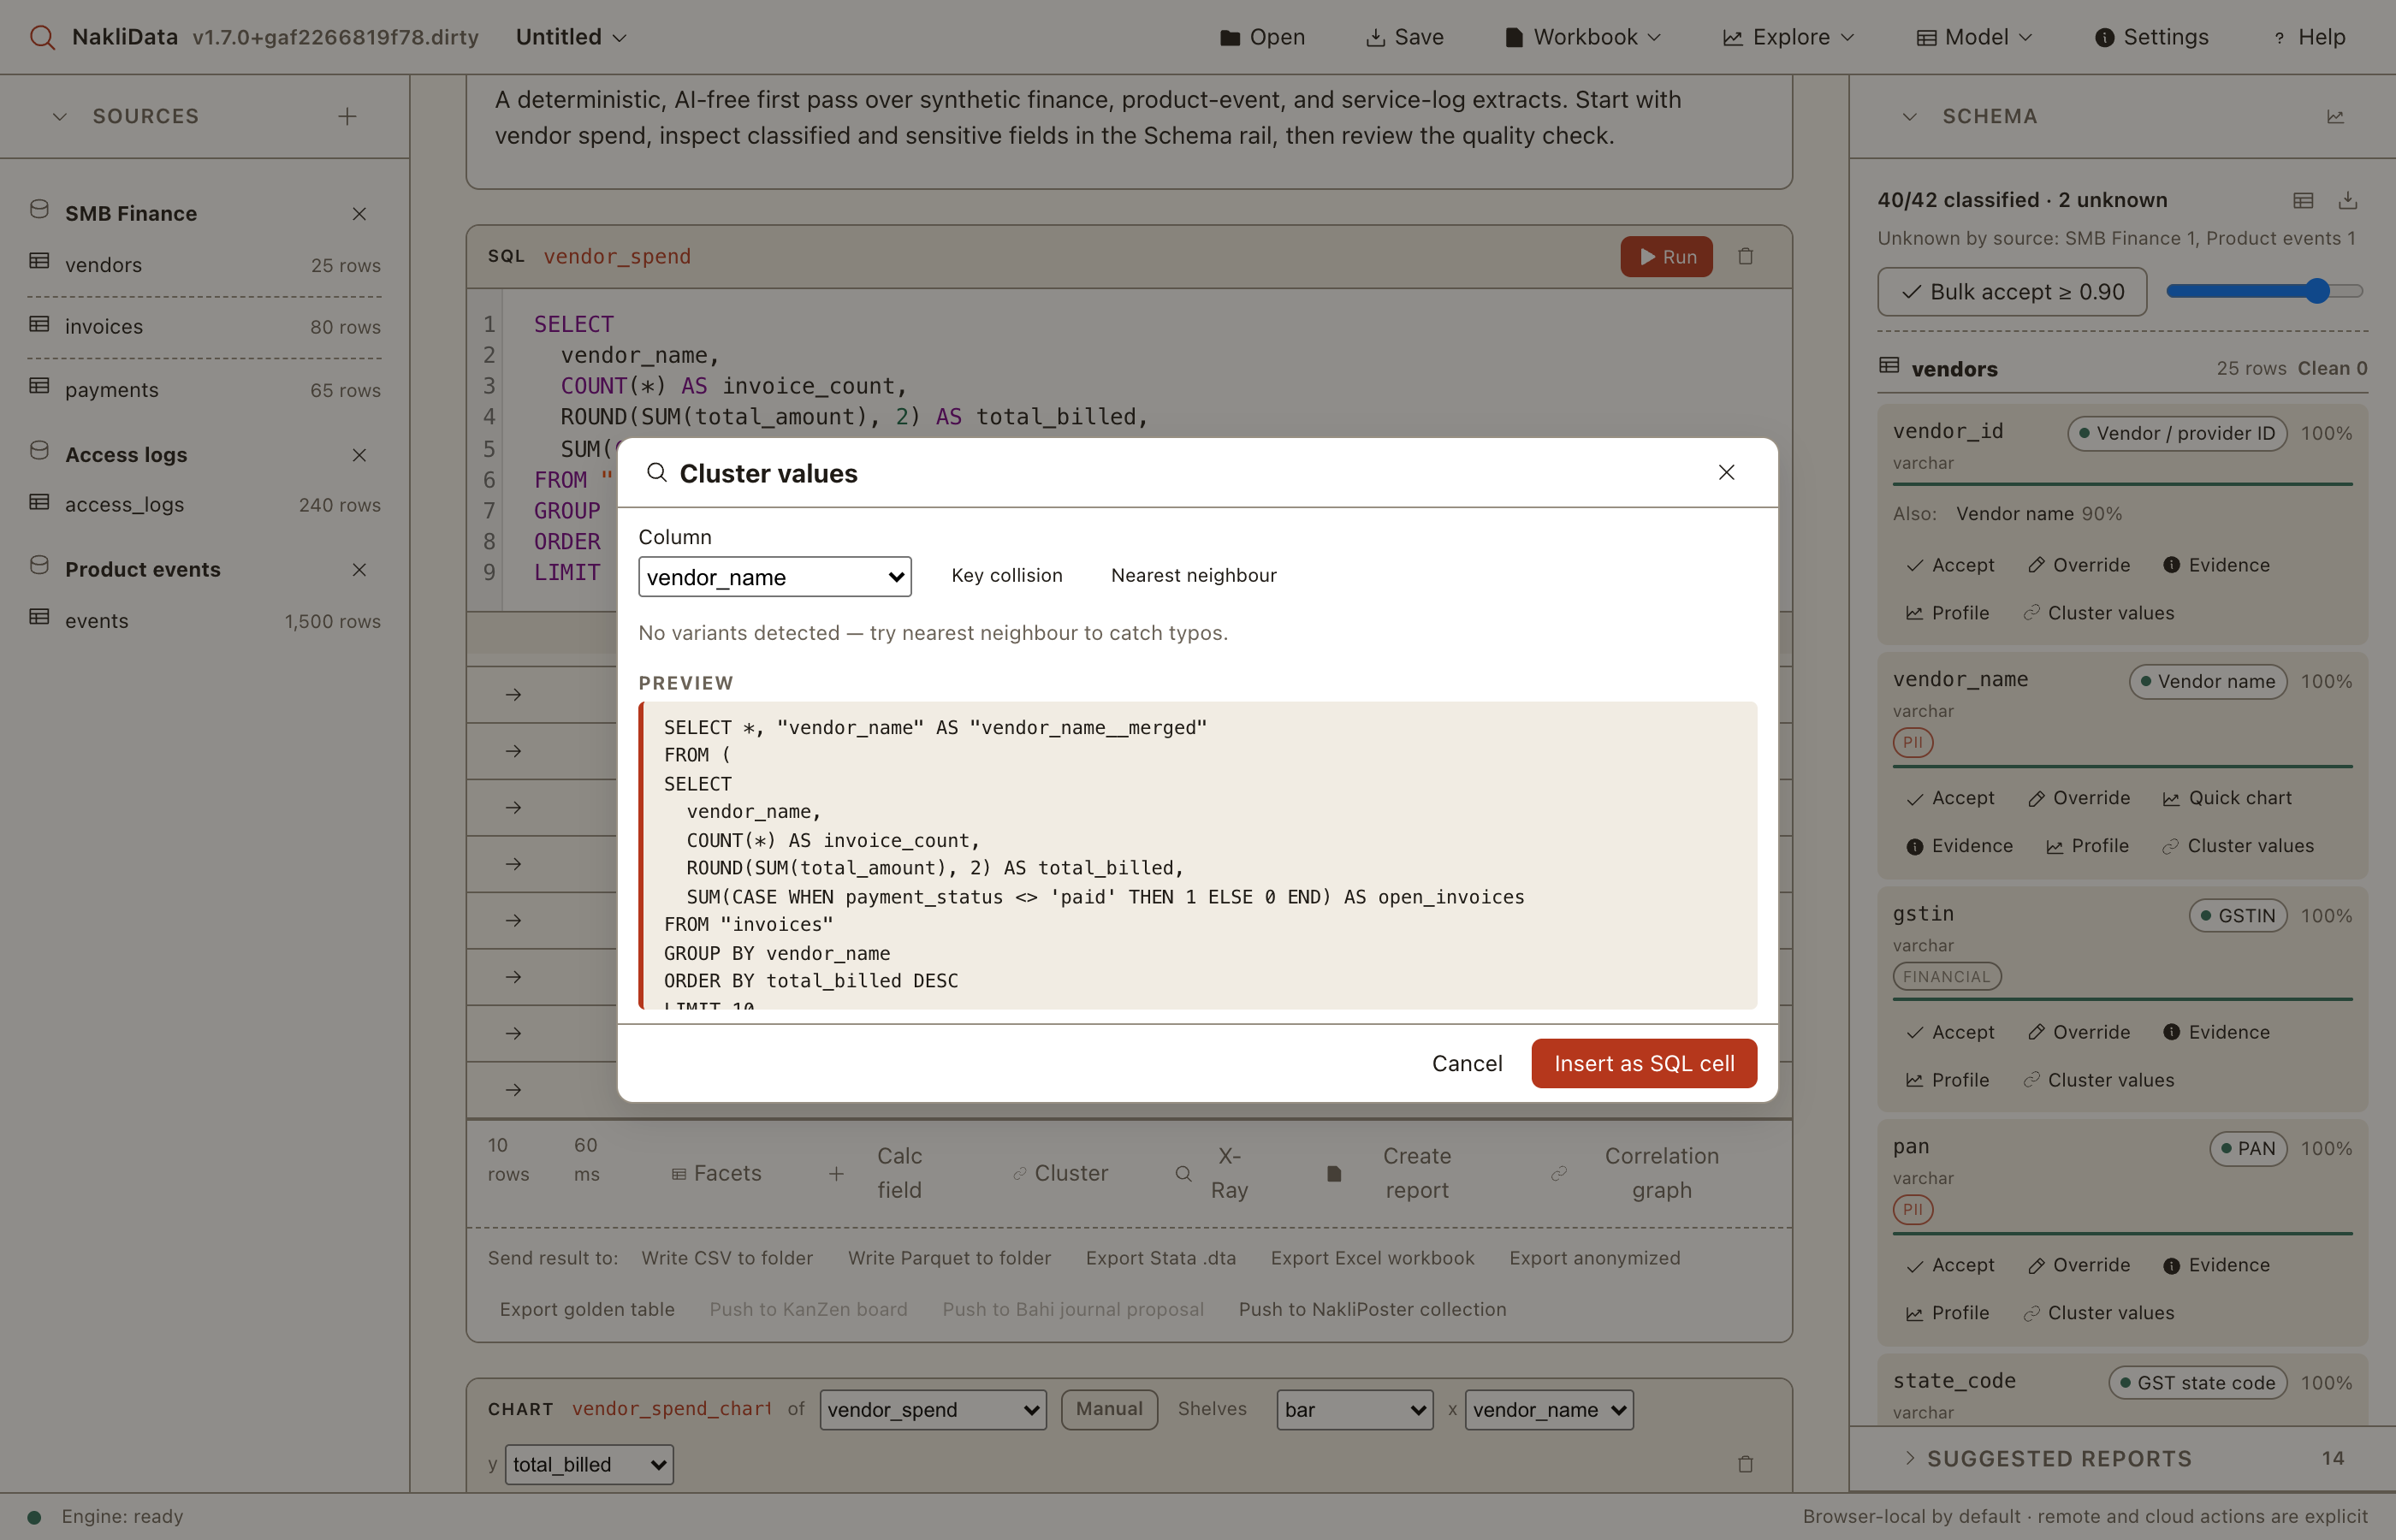 NakliData v1.7.0+gaf2266819f78.dirty Untitled Open Save Workbook Explore Model Settings ? Help
SOURCES
SMB Finance
vendors 25 rows
invoices 80 rows
payments 65 rows
Access logs
access_logs 240 rows
Product events
events 1,500 rows
A deterministic, AI-free first pass over synthetic finance, product-event, and service-log extracts. Start with
vendor spend, inspect classified and sensitive fields in the Schema rail, then review the quality check.
SQL vendor_spend Run
1 SELECT
2 vendor_name,
3 COUNT(*) AS invoice_count,
4 ROUND(SUM(total_amount), 2) AS total_billed,
5 SUM(
6 FROM "
7 GROUP
8 ORDER
9 LIMIT
Cluster values
Column
vendor_name Key collision Nearest neighbour
No variants detected — try nearest neighbour to catch typos.
PREVIEW
SELECT *, "vendor_name" AS "vendor_name__merged"
FROM (
SELECT
vendor_name,
COUNT(*) AS invoice_count,
ROUND(SUM(total_amount), 2) AS total_billed,
SUM(CASE WHEN payment_status <> 'paid' THEN 1 ELSE 0 END) AS open_invoices
FROM "invoices"
GROUP BY vendor_name
ORDER BY total_billed DESC
LIMIT 10
Cancel Insert as SQL cell
10 rows 60 ms Facets Calc field Cluster X-Ray Create report Correlation graph
Send result to: Write CSV to folder Write Parquet to folder Export Stata .dta Export Excel workbook Export anonymized
Export golden table Push to KanZen board Push to Bahi journal proposal Push to NakliPoster collection
CHART vendor_spend_chart of vendor_spend Manual Shelves bar x vendor_name
y total_billed
SCHEMA
40/42 classified · 2 unknown
Unknown by source: SMB Finance 1, Product events 1
Bulk accept ≥ 0.90
vendors 25 rows Clean 0
vendor_id Vendor / provider ID 100%
varchar
Also: Vendor name 90%
Accept Override Evidence
Profile Cluster values
vendor_name Vendor name 100%
varchar
PII
Accept Override Quick chart
Evidence Profile Cluster values
gstin GSTIN 100%
varchar
FINANCIAL
Accept Override Evidence
Profile Cluster values
pan PAN 100%
varchar
PII
Accept Override Evidence
Profile Cluster values
state_code GST state code 100%
varchar
SUGGESTED REPORTS 14
Engine: ready
Browser-local by default · remote and cloud actions are explicit